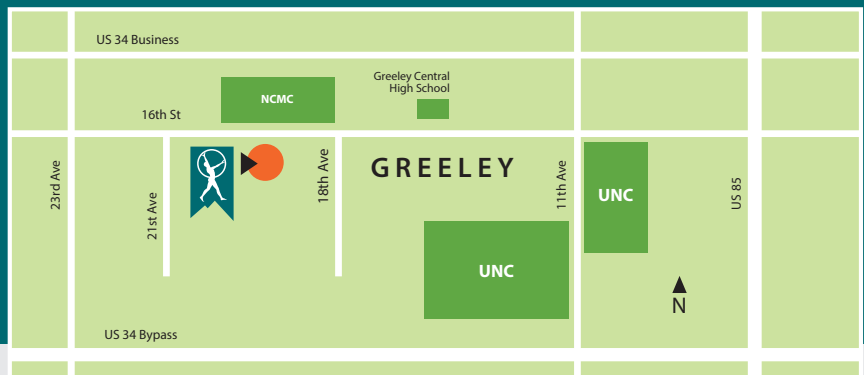 US 34 Business
Greeley Central
High School
NCMC
16th St
23rd Ave
21st Ave
18th Ave
GREELEY
11th Ave
UNC
US 85
UNC
N
US 34 Bypass